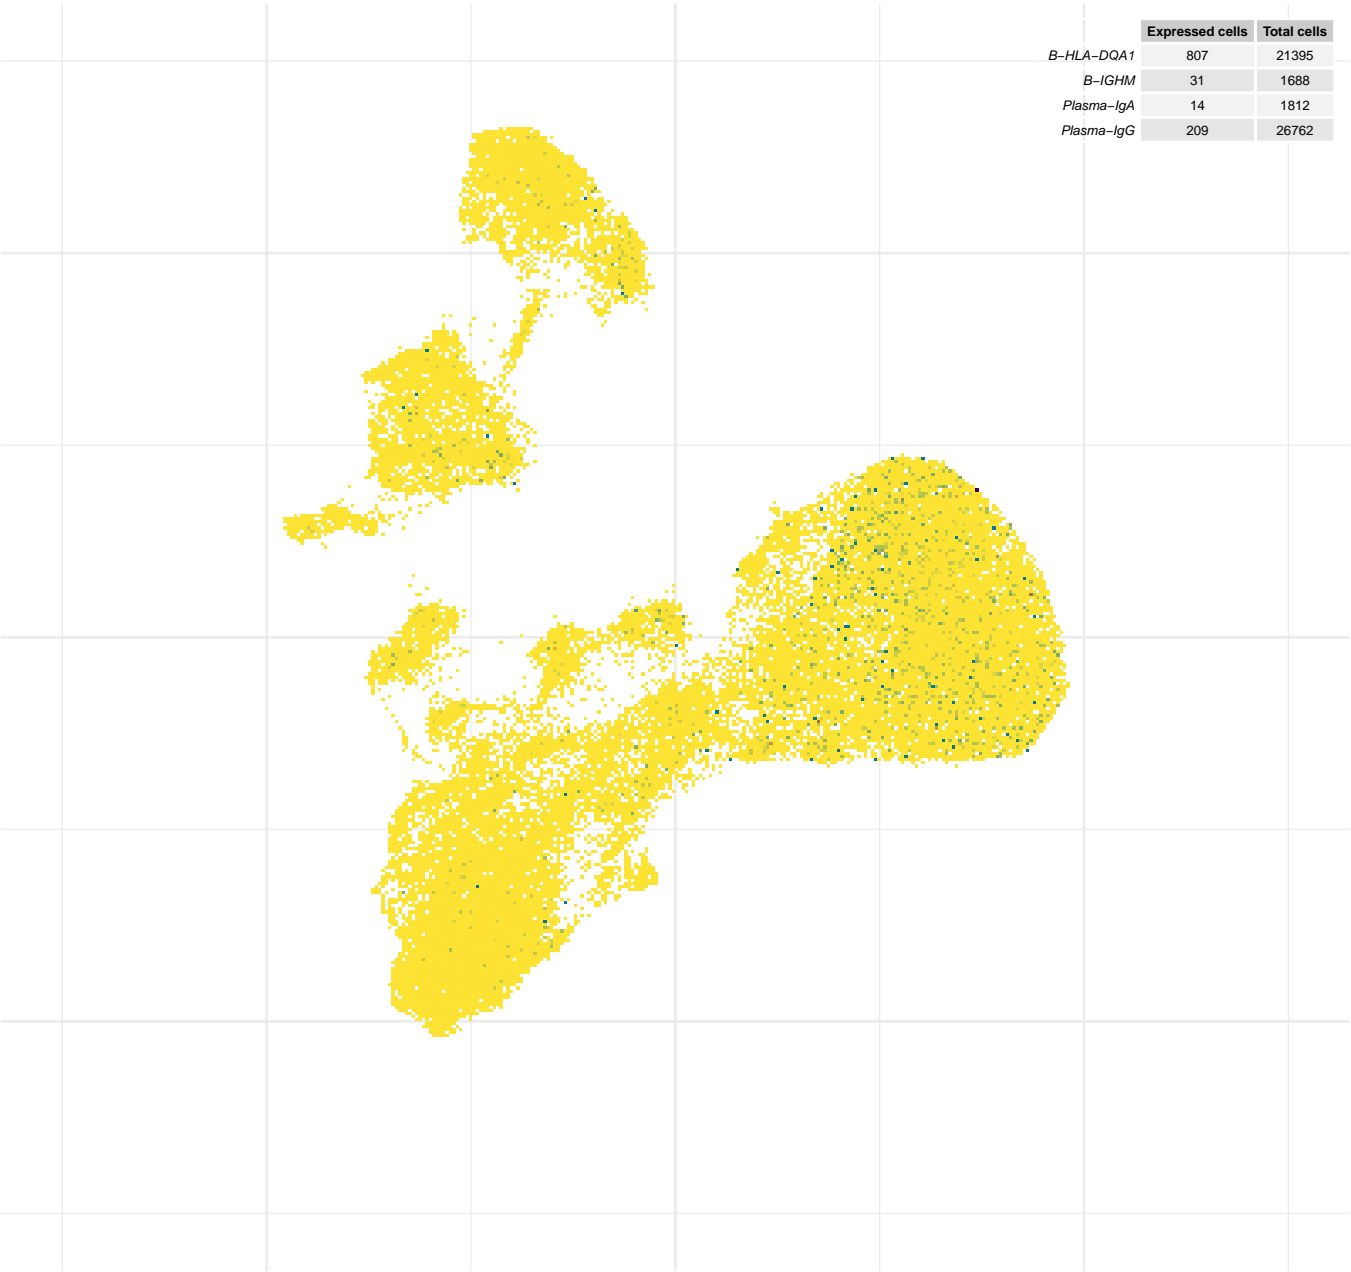 Expressed cells Total cells
B−HLA−DQA1 807 21395
B−IGHM 31 1688
Plasma−IgA 14 1812
Plasma−IgG 209 26762